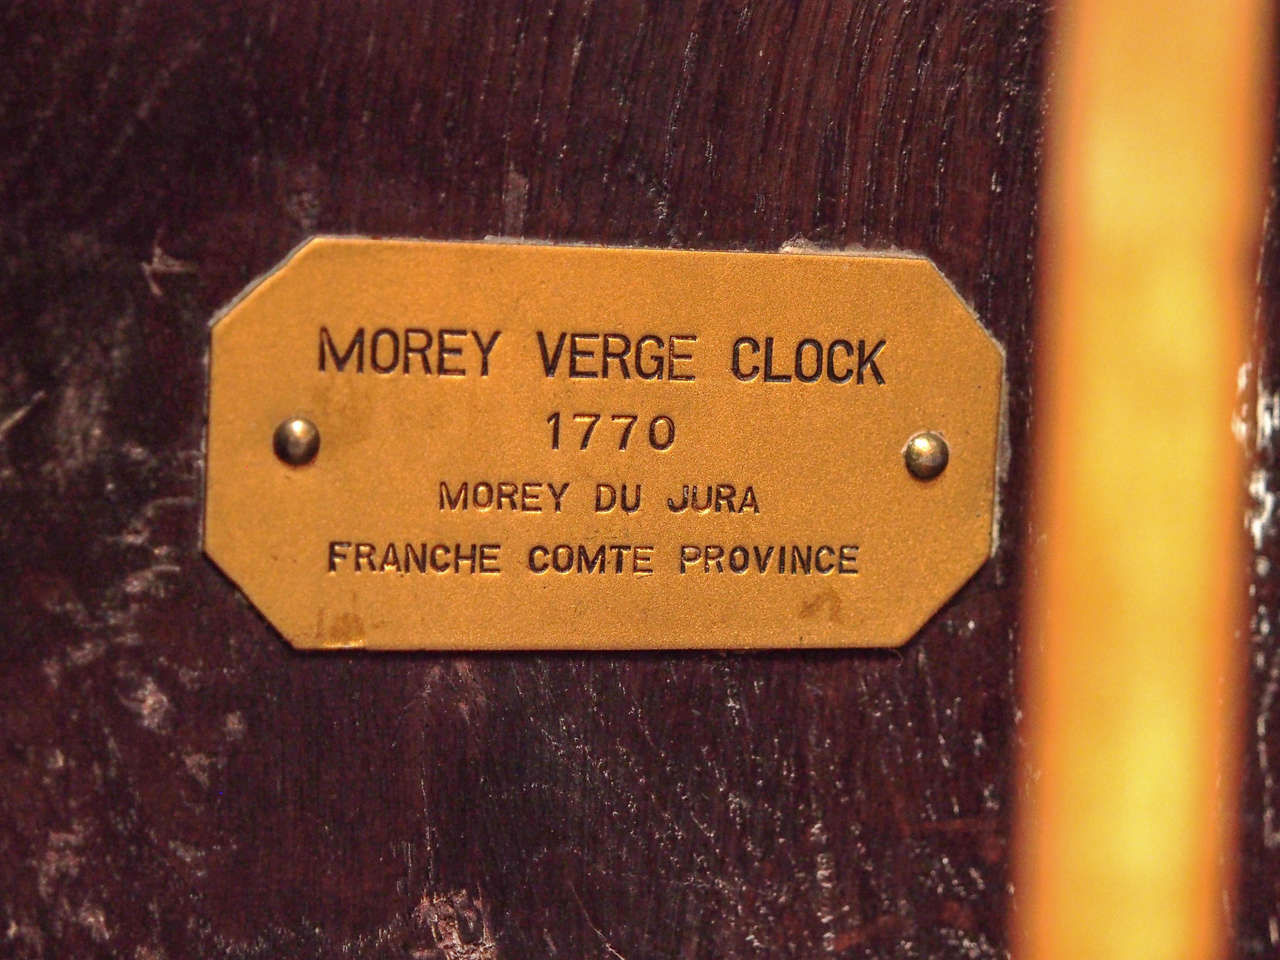 MOREY VERGE CLOCK
1770
MOREY DU JURA
FRANCHE COMTE PROVINCE